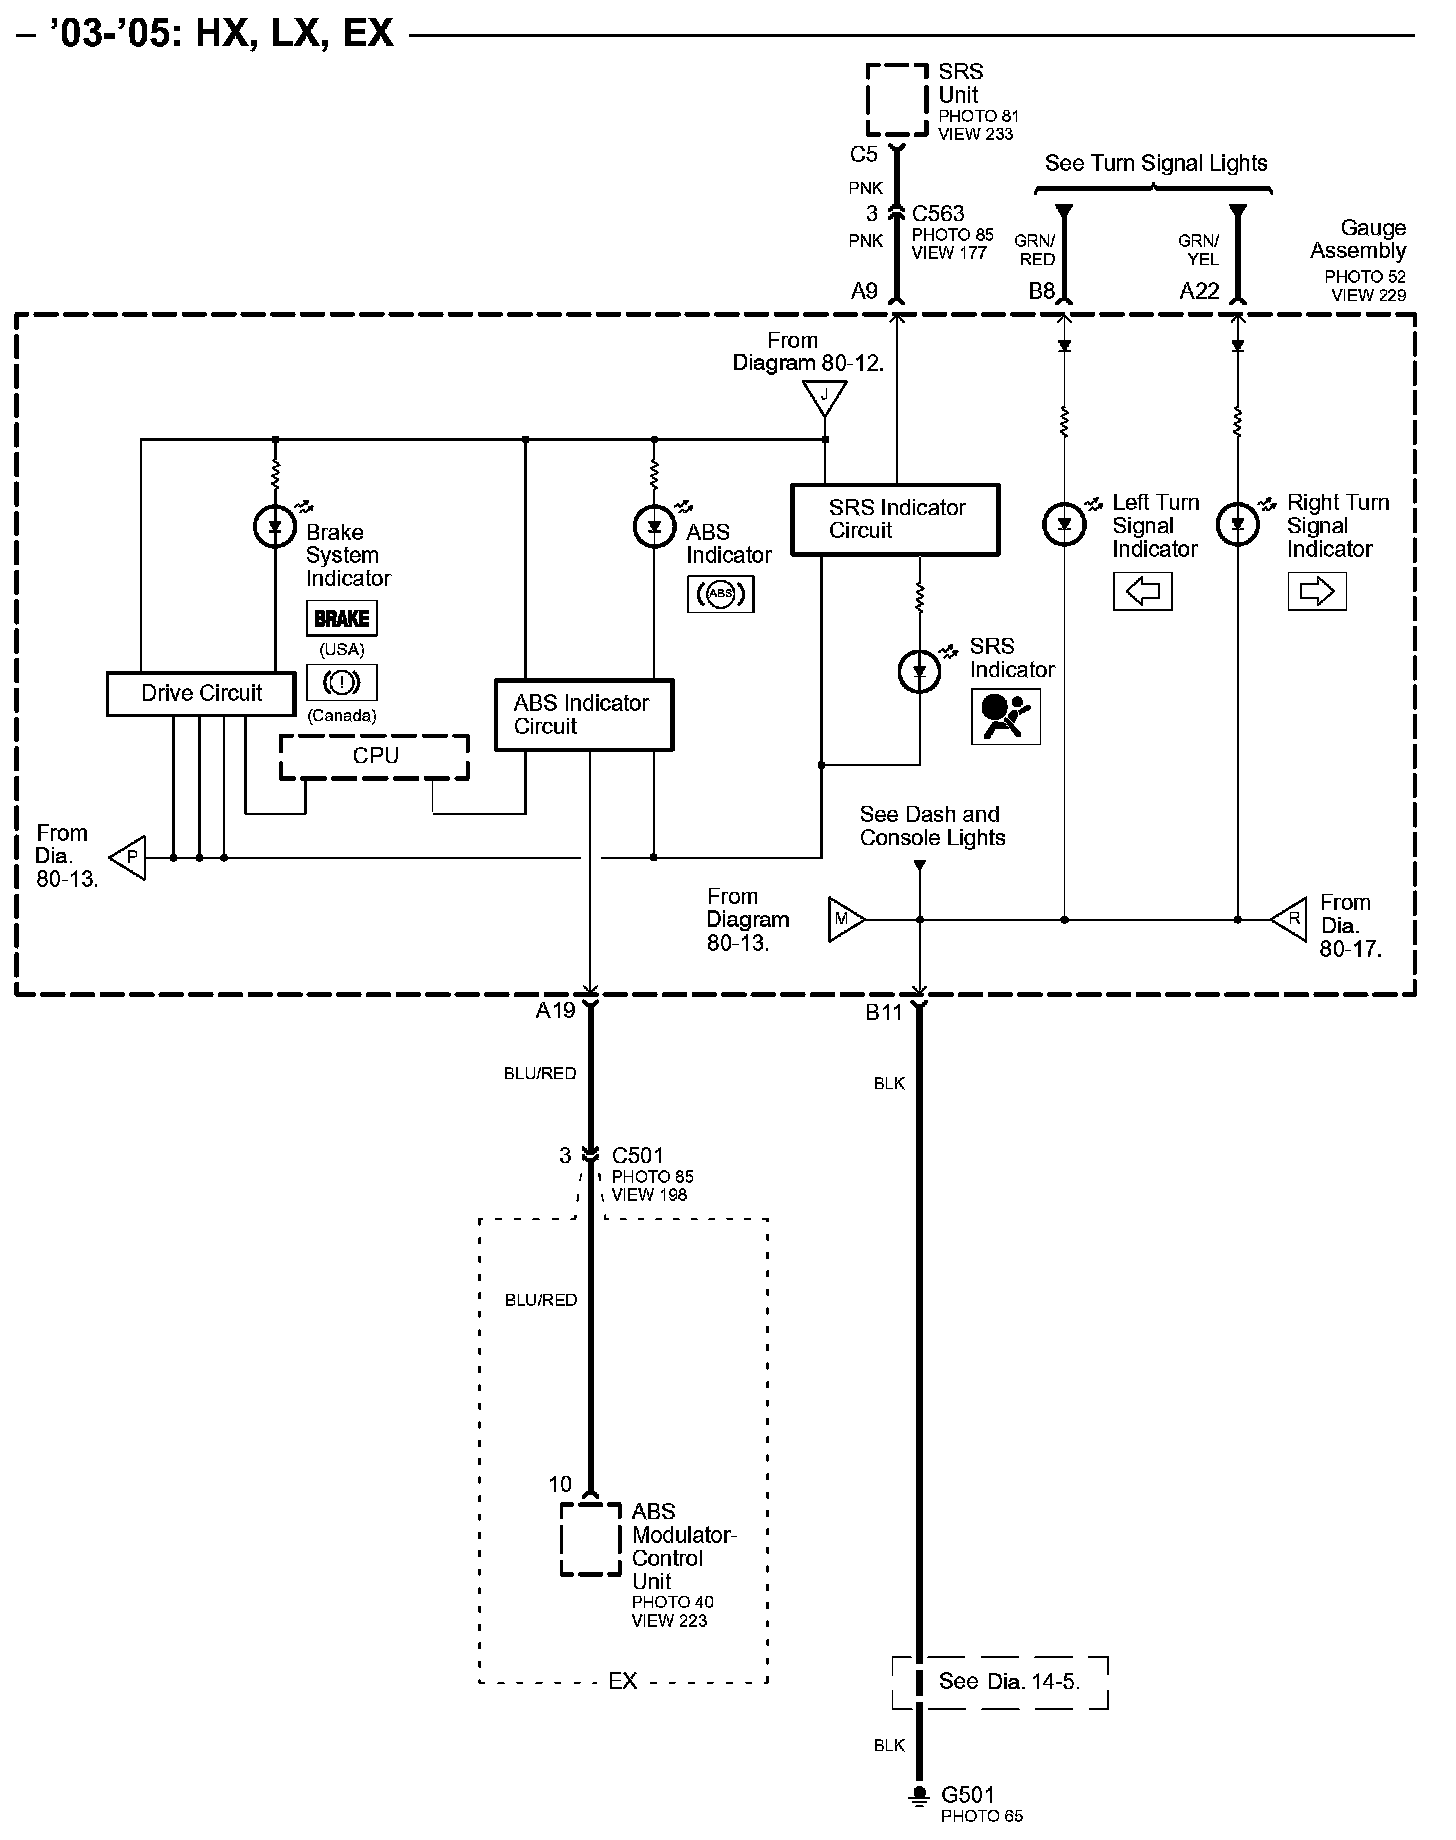 ’03-’05: HX, LX, EX
SRS
Unit
PHOTO 81
VIEW 233
C5
PNK
3
C563
PHOTO 85
VIEW 177
PNK
A9
See Turn Signal Lights
GRN/
RED
B8
GRN/
YEL
A22
Gauge
Assembly
PHOTO 52
VIEW 229
From
Diagram 80-12.
J
Brake
System
Indicator
BRAKE
(USA)
(!)
(Canada)
ABS
Indicator
(ABS)
SRS Indicator
Circuit
Left Turn
Signal
Indicator
Right Turn
Signal
Indicator
SRS
Indicator
Drive Circuit
CPU
ABS Indicator
Circuit
From
Dia.
80-13.
P
See Dash and
Console Lights
From
Diagram
80-13.
M
R
From
Dia.
80-17.
A19
BLU/RED
B11
BLK
3
C501
PHOTO 85
VIEW 198
BLU/RED
10
ABS
Modulator-
Control
Unit
PHOTO 40
VIEW 223
EX
See Dia. 14-5.
BLK
G501
PHOTO 65